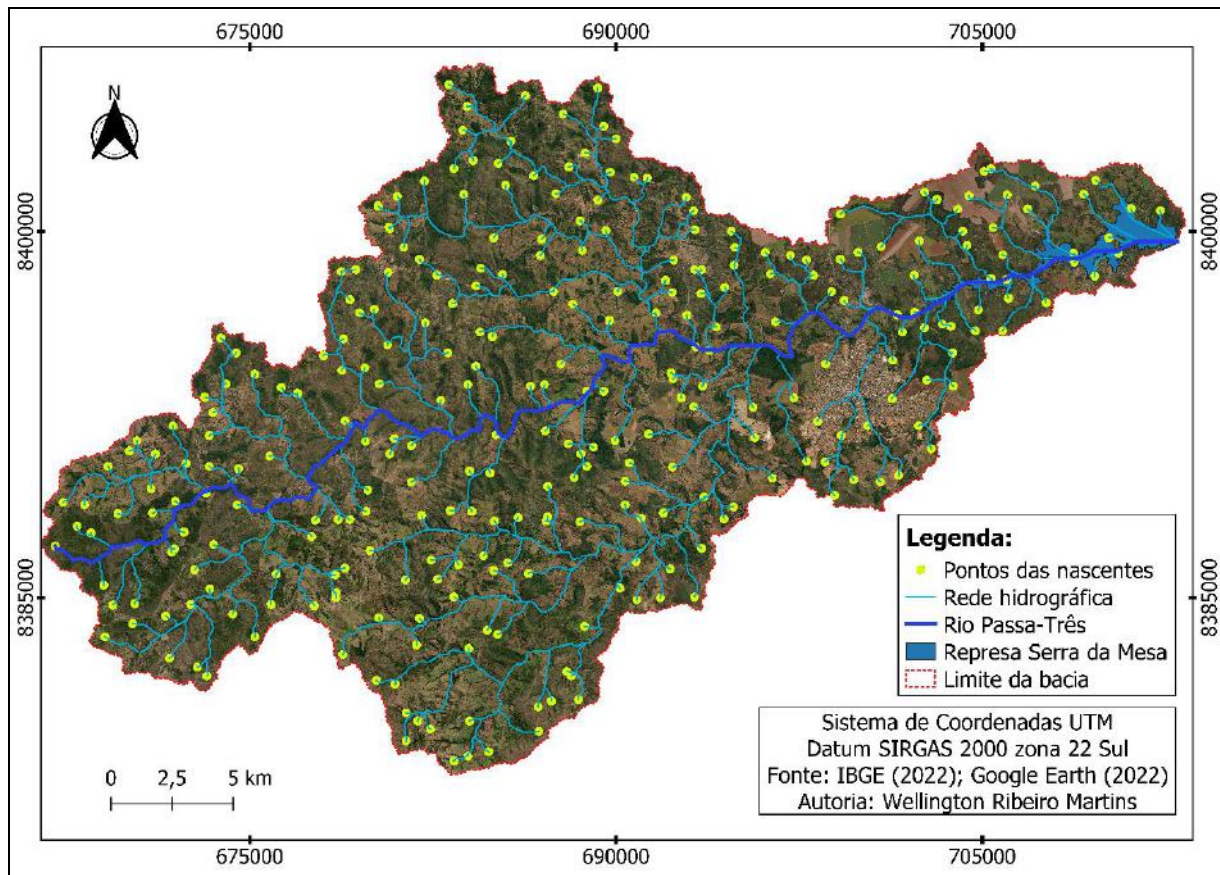 675000 690000 705000
N
8400000 8400000
8385000 8385000
Legenda:
Pontos das nascentes
Rede hidrográfica
Rio Passa-Três
Represa Serra da Mesa
Limite da bacia
Sistema de Coordenadas UTM
Datum SIRGAS 2000 zona 22 Sul
Fonte: IBGE (2022); Google Earth (2022)
Autoria: Wellington Ribeiro Martins
0 2,5 5 km
675000 690000 705000